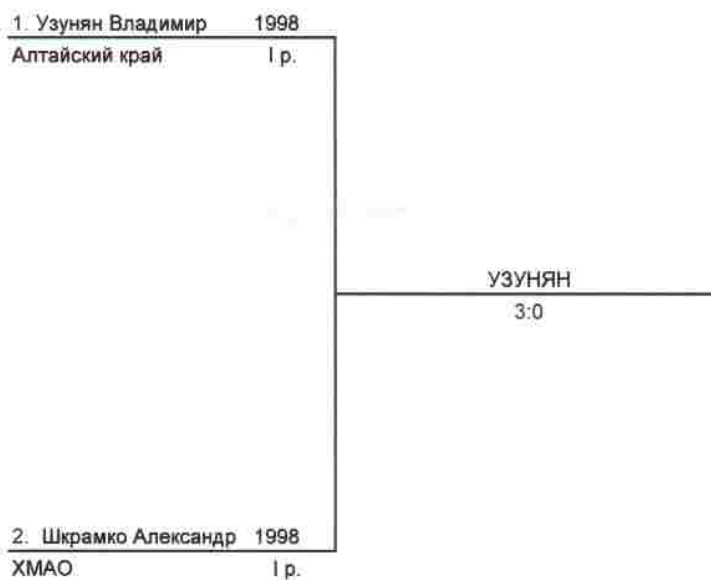 1. Узунян Владимир 1998
Алтайский край I р.
УЗУНЯН
3:0
2. Шкрамко Александр 1998
ХМАО I р.